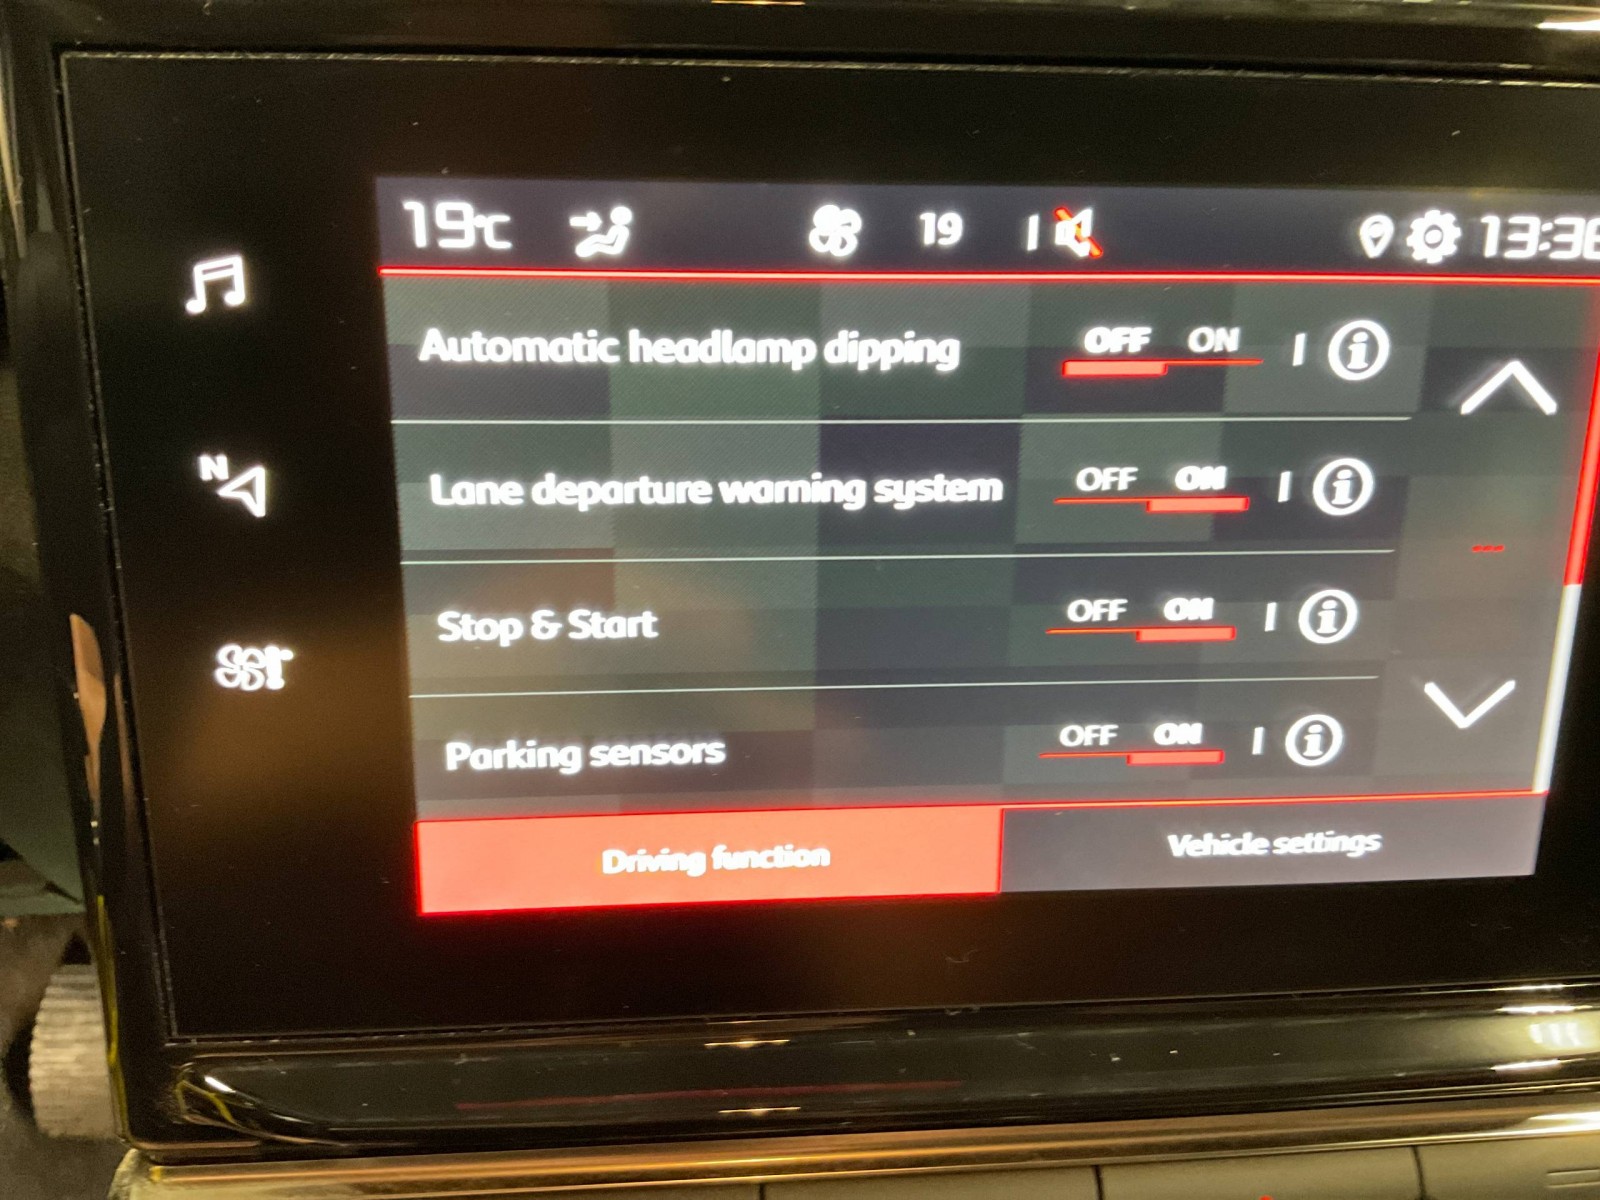 19°C 19 13:36
N
Automatic headlamp dipping OFF ON
Lane departure warning system OFF ON
Stop & Start OFF ON
Parking sensors OFF ON
Driving function Vehicle settings